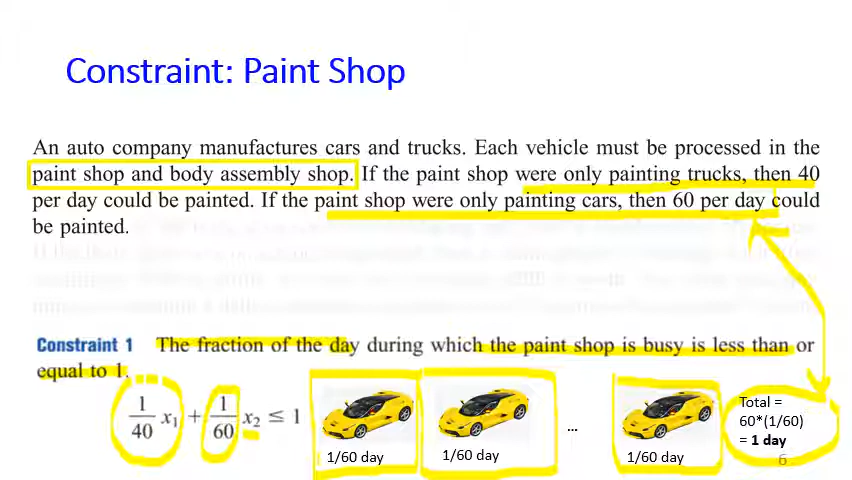 Constraint: Paint Shop
An auto company manufactures cars and trucks. Each vehicle must be processed in the
paint shop and body assembly shop. If the paint shop were only painting trucks, then 40
per day could be painted. If the paint shop were only painting cars, then 60 per day could
be painted.
Constraint 1 The fraction of the day during which the paint shop is busy is less than or
equal to 1.
1/40 x₁ + 1/60 x₂ ≤ 1
1/60 day
1/60 day
...
1/60 day
Total =
60*(1/60)
= 1 day
6